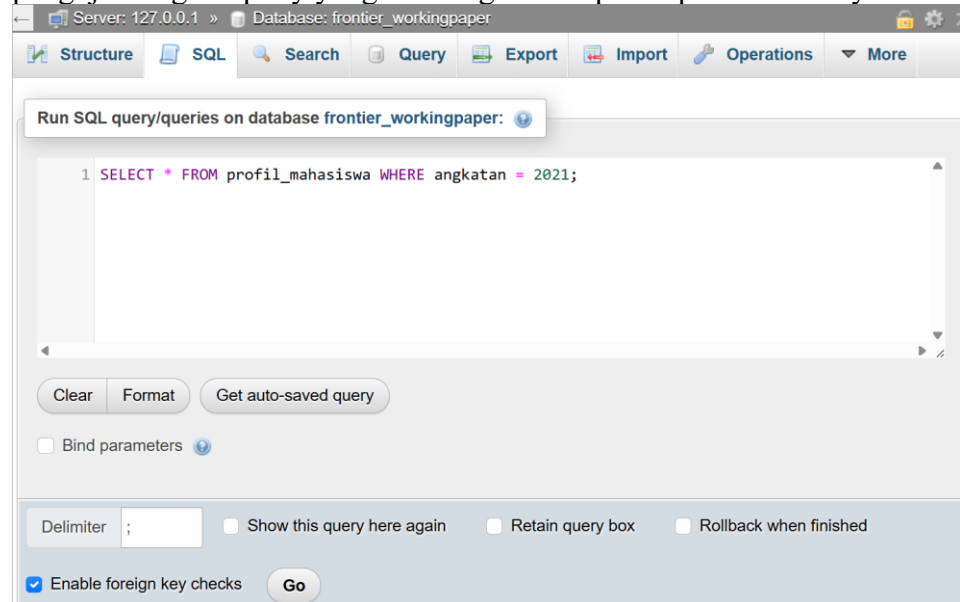 Server: 127.0.0.1 » Database: frontier_workingpaper
Structure SQL Search Query Export Import Operations More
Run SQL query/queries on database frontier_workingpaper:
1 SELECT * FROM profil_mahasiswa WHERE angkatan = 2021;
Clear Format Get auto-saved query
Bind parameters
Delimiter ; Show this query here again Retain query box Rollback when finished
Enable foreign key checks Go